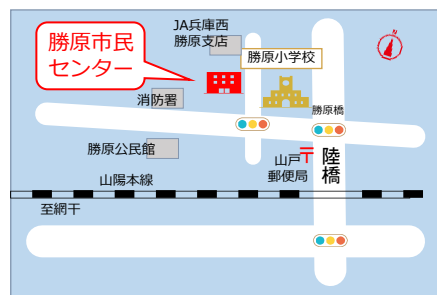 JA兵庫西
勝原支店
勝原市民
センター
勝原小学校
消防署
勝原橋
勝原公民館
山戸
郵便局
〒
陸橋
山陽本線
至網干